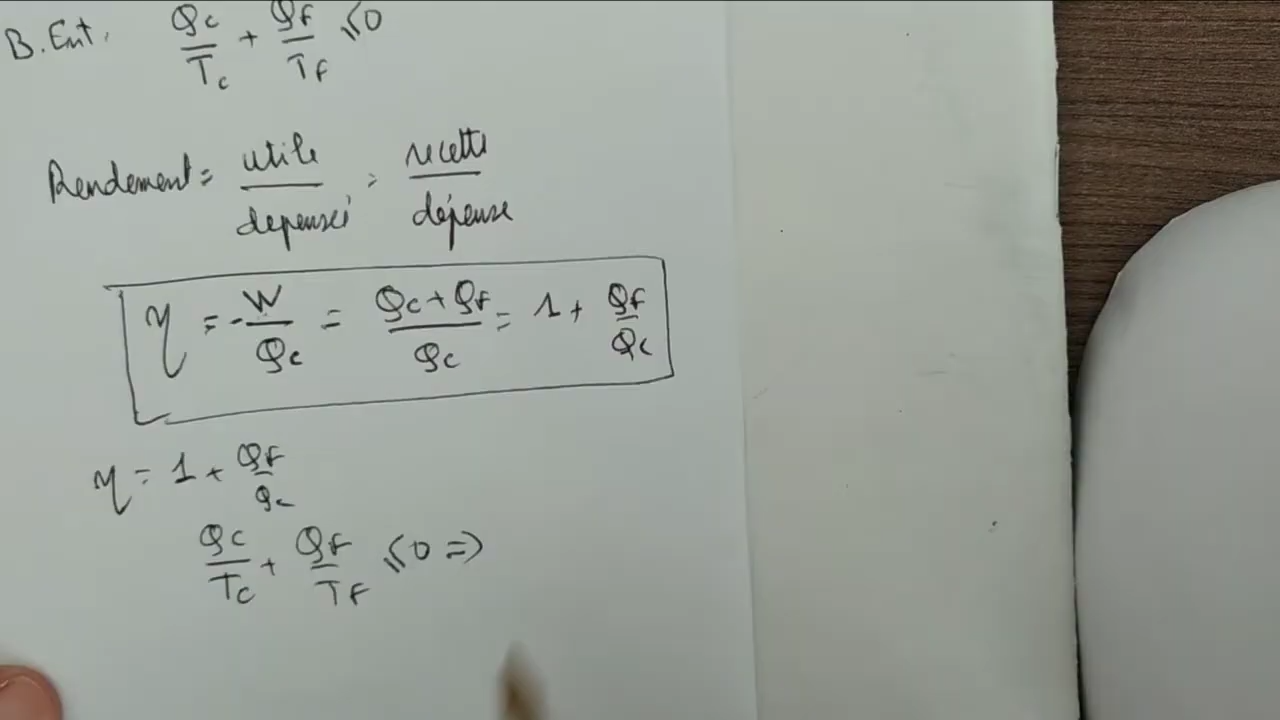 B. Ent. Qc/Tc + Qf/Tf ⩽ 0
Rendement = utile/depensé = recette/dépense
η = -W/Qc = Qc + Qf/Qc = 1 + Qf/Qc
η = 1 + Qf/Qc
Qc/Tc + Qf/Tf ⩽ 0 ⇒